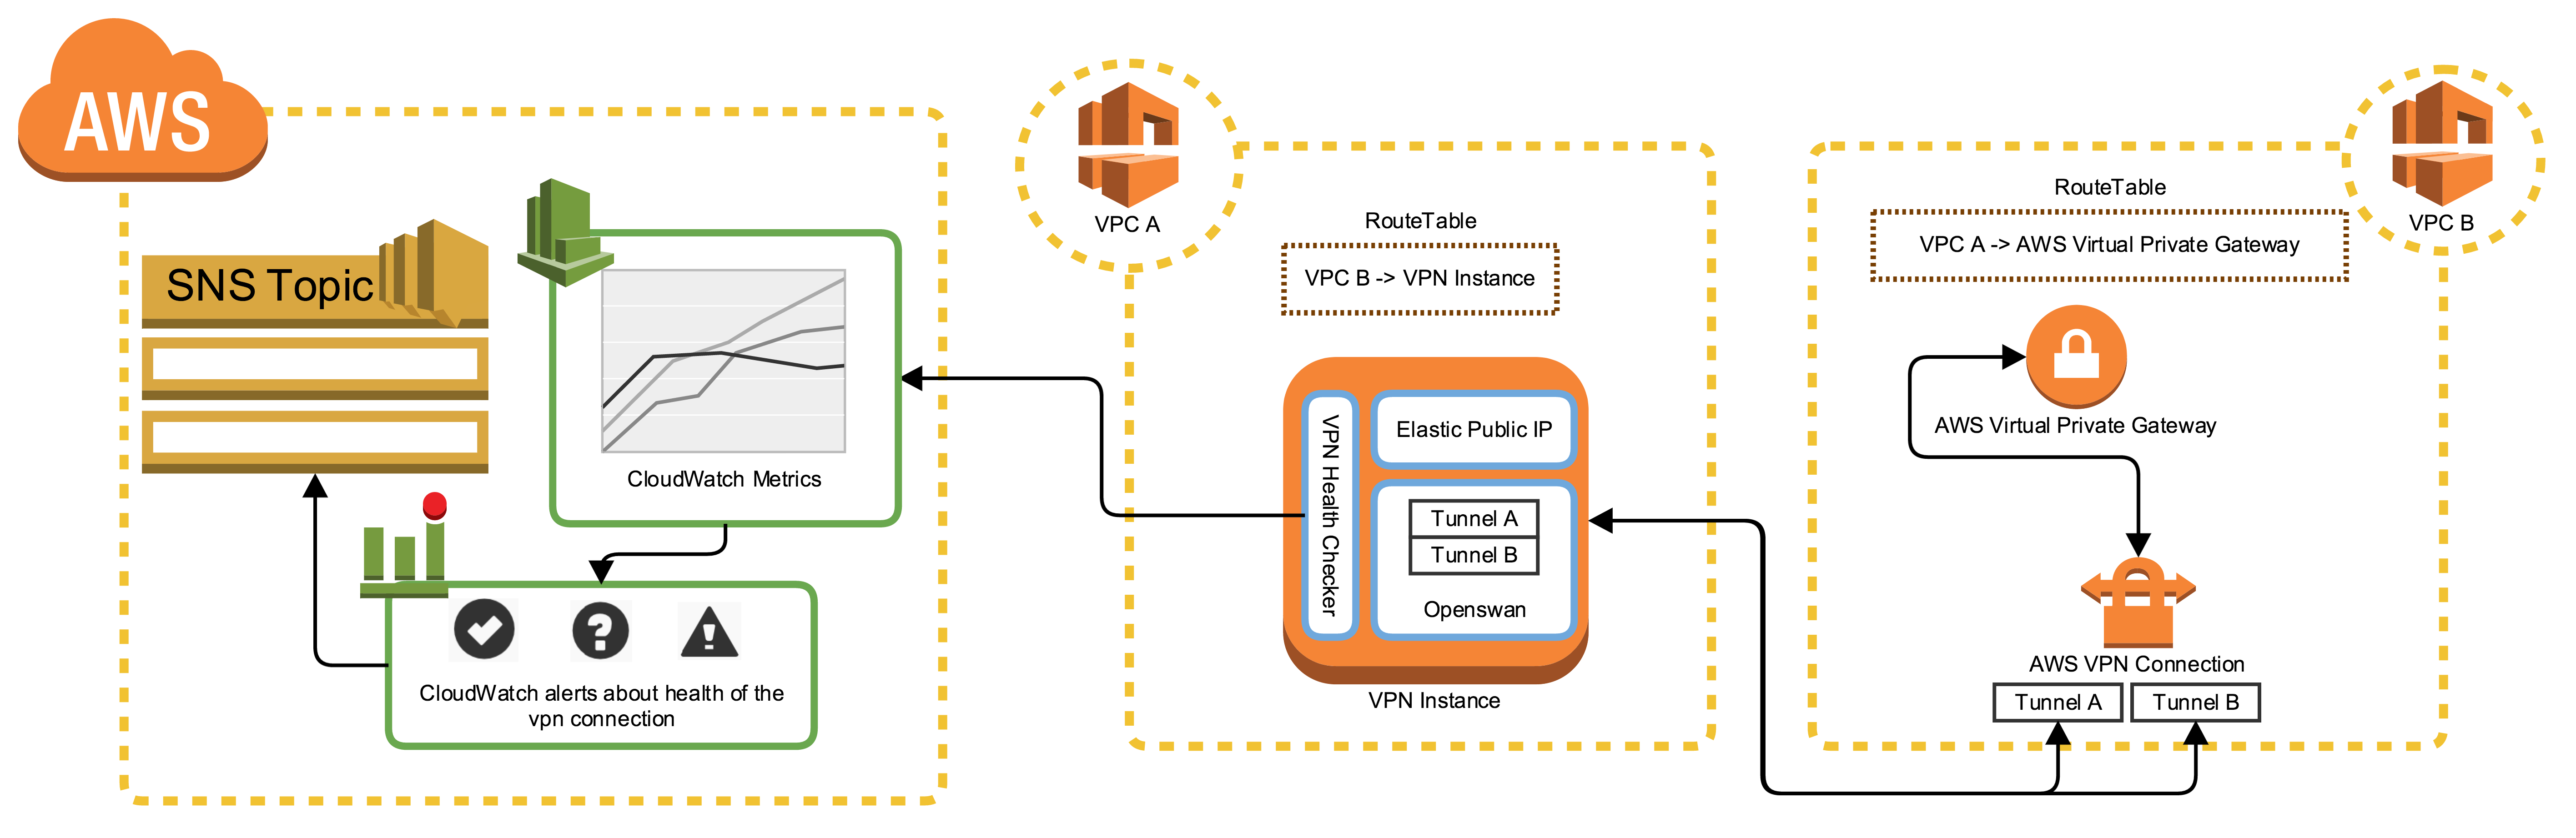 AWS
SNS Topic
CloudWatch Metrics
CloudWatch alerts about health of the
vpn connection
VPC A
RouteTable
VPC B -> VPN Instance
VPN Health Checker
Elastic Public IP
Tunnel A
Tunnel B
Openswan
VPN Instance
VPC B
RouteTable
VPC A -> AWS Virtual Private Gateway
AWS Virtual Private Gateway
AWS VPN Connection
Tunnel A
Tunnel B